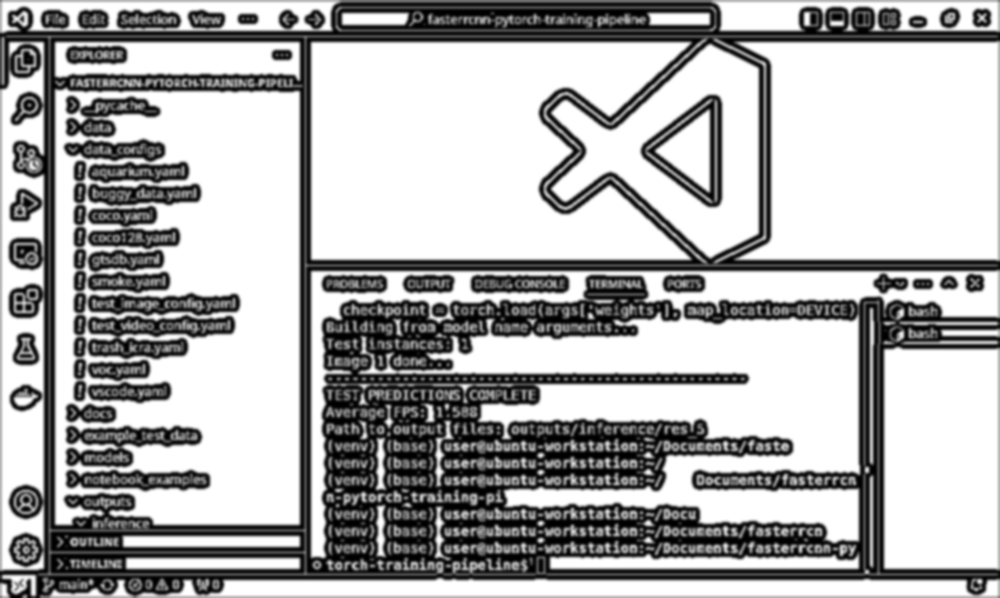 File Edit Selection View ... fasterrcnn-pytorch-training-pipeline
EXPLORER ...
FASTERRCNN-PYTORCH-TRAINING-PIPELI...
__pycache__
data
data_configs
! aquarium.yaml
! buggy_data.yaml
! coco.yaml
! coco128.yaml
! gtsdb.yaml
! smoke.yaml
! test_image_config.yaml
! test_video_config.yaml
! trash_icra.yaml
! voc.yaml
! vscode.yaml
docs
example_test_data
models
notebook_examples
outputs
inference
OUTLINE
TIMELINE
PROBLEMS OUTPUT DEBUG CONSOLE TERMINAL PORTS
checkpoint = torch.load(args['weights'], map_location=DEVICE)
Building from model name arguments...
Test instances: 1
Image 1 done...
--------------------------------------------------
TEST PREDICTIONS COMPLETE
Average FPS: 1.588
Path to output files: outputs/inference/res_5
(venv) (base) user@ubuntu-workstation:~/Documents/faste
(venv) (base) user@ubuntu-workstation:~/
(venv) (base) user@ubuntu-workstation:~/ Documents/fasterrcn
n-pytorch-training-pi
(venv) (base) user@ubuntu-workstation:~/Docu
(venv) (base) user@ubuntu-workstation:~/Documents/fasterrcn
(venv) (base) user@ubuntu-workstation:~/Documents/fasterrcnn-py
torch-training-pipeline$
bash
bash
main* 0 0 0